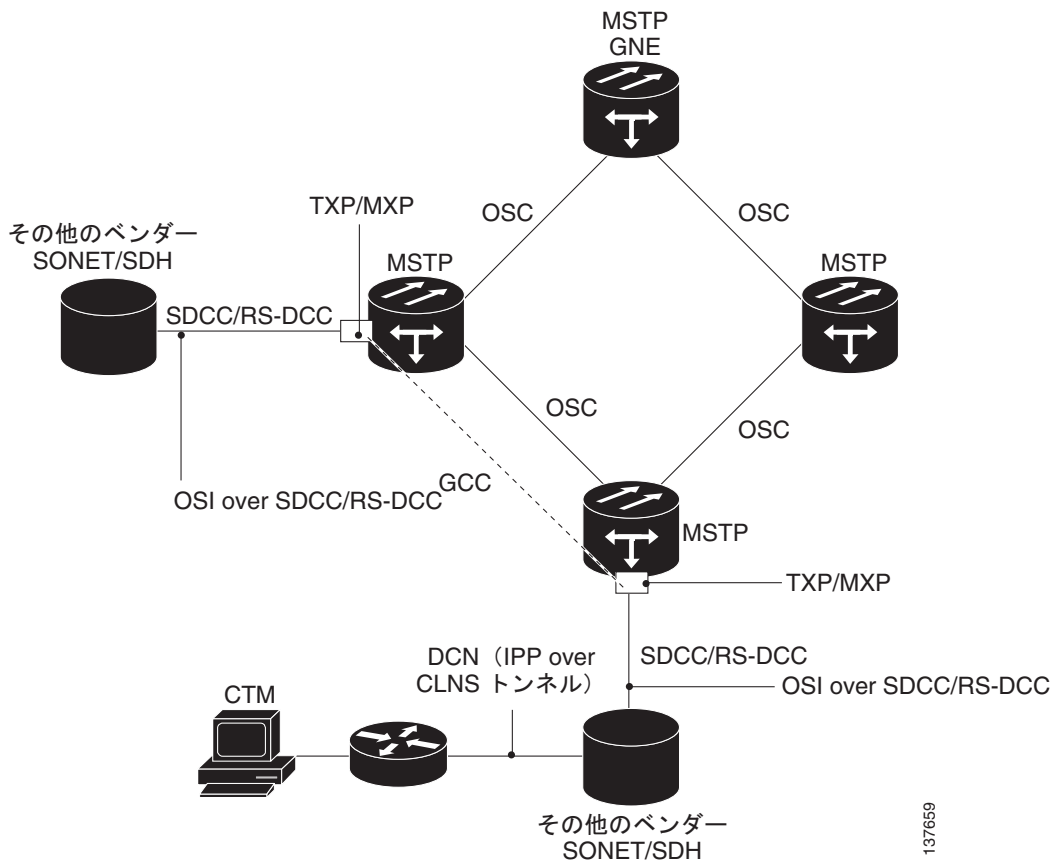 MSTP
GNE
TXP/MXP
OSC
OSC
その他のベンダー
SONET/SDH
MSTP
MSTP
SDCC/RS-DCC
OSC
OSC
GCC
OSI over SDCC/RS-DCC
MSTP
TXP/MXP
DCN（IPP over
CLNS トンネル）
SDCC/RS-DCC
OSI over SDCC/RS-DCC
CTM
その他のベンダー
SONET/SDH
137659